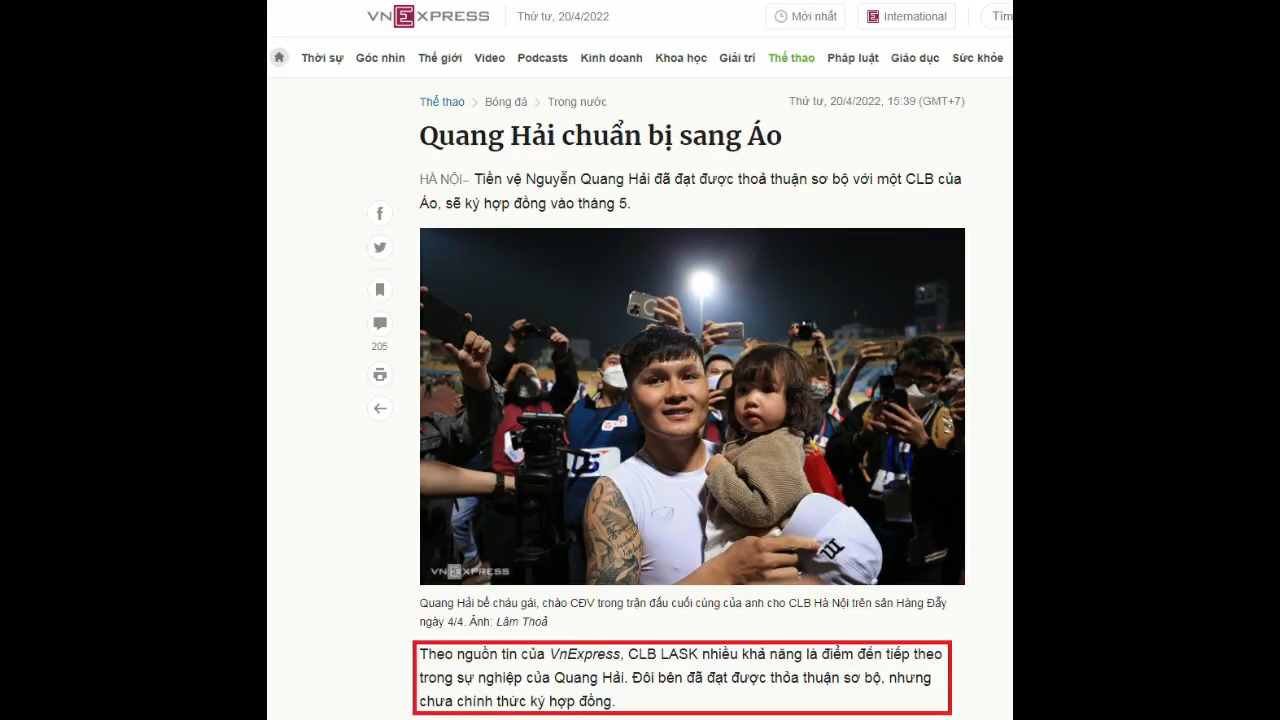 VNEXPRESS
Thứ tư, 20/4/2022
Mới nhất
International
Tìm
Thời sự Góc nhìn Thế giới Video Podcasts Kinh doanh Khoa học Giải trí Thể thao Pháp luật Giáo dục Sức khỏe
Thể thao > Bóng đá > Trong nước
Thứ tư, 20/4/2022, 15:39 (GMT+7)
Quang Hải chuẩn bị sang Áo
HÀ NỘI– Tiền vệ Nguyễn Quang Hải đã đạt được thoả thuận sơ bộ với một CLB của
Áo, sẽ ký hợp đồng vào tháng 5.
205
VNEXPRESS
Quang Hải bế cháu gái, chào CĐV trong trận đấu cuối cùng của anh cho CLB Hà Nội trên sân Hàng Đẫy
ngày 4/4. Ảnh: Lâm Thoả
Theo nguồn tin của VnExpress, CLB LASK nhiều khả năng là điểm đến tiếp theo
trong sự nghiệp của Quang Hải. Đôi bên đã đạt được thỏa thuận sơ bộ, nhưng
chưa chính thức ký hợp đồng.